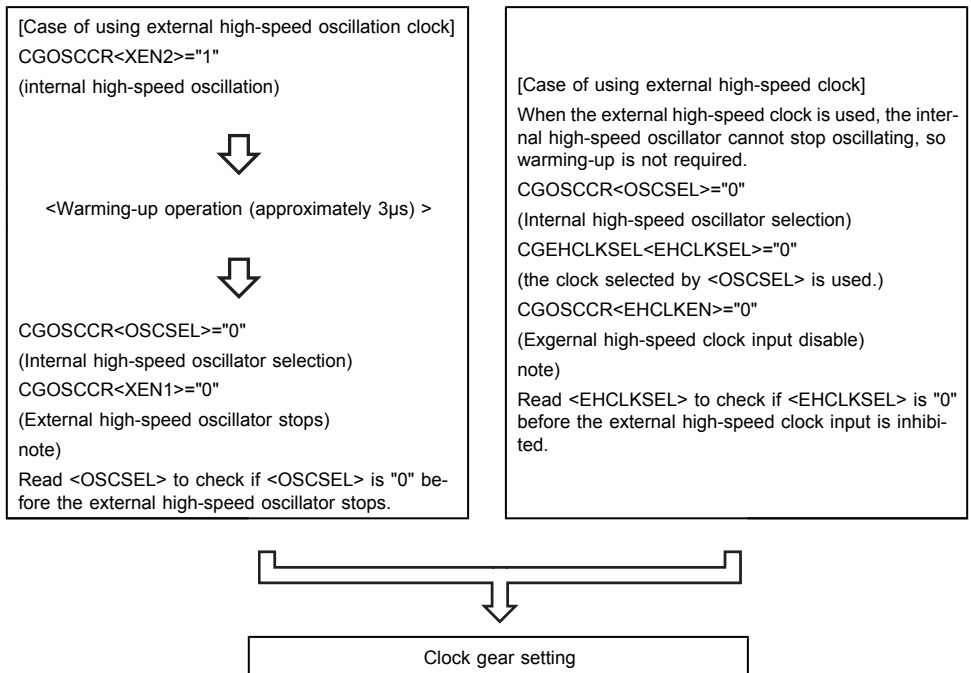 [Case of using external high-speed oscillation clock]
CGOSCCR<XEN2>="1"
(internal high-speed oscillation)
<Warming-up operation (approximately 3μs) >
CGOSCCR<OSCSEL>="0"
(Internal high-speed oscillator selection)
CGOSCCR<XEN1>="0"
(External high-speed oscillator stops)
note)
Read <OSCSEL> to check if <OSCSEL> is "0" be-
fore the external high-speed oscillator stops.
[Case of using external high-speed clock]
When the external high-speed clock is used, the inter-
nal high-speed oscillator cannot stop oscillating, so
warming-up is not required.
CGOSCCR<OSCSEL>="0"
(Internal high-speed oscillator selection)
CGEHCLKSEL<EHCLKSEL>="0"
(the clock selected by <OSCSEL> is used.)
CGOSCCR<EHCLKEN>="0"
(Exgernal high-speed clock input disable)
note)
Read <EHCLKSEL> to check if <EHCLKSEL> is "0"
before the external high-speed clock input is inhibi-
ted.
Clock gear setting